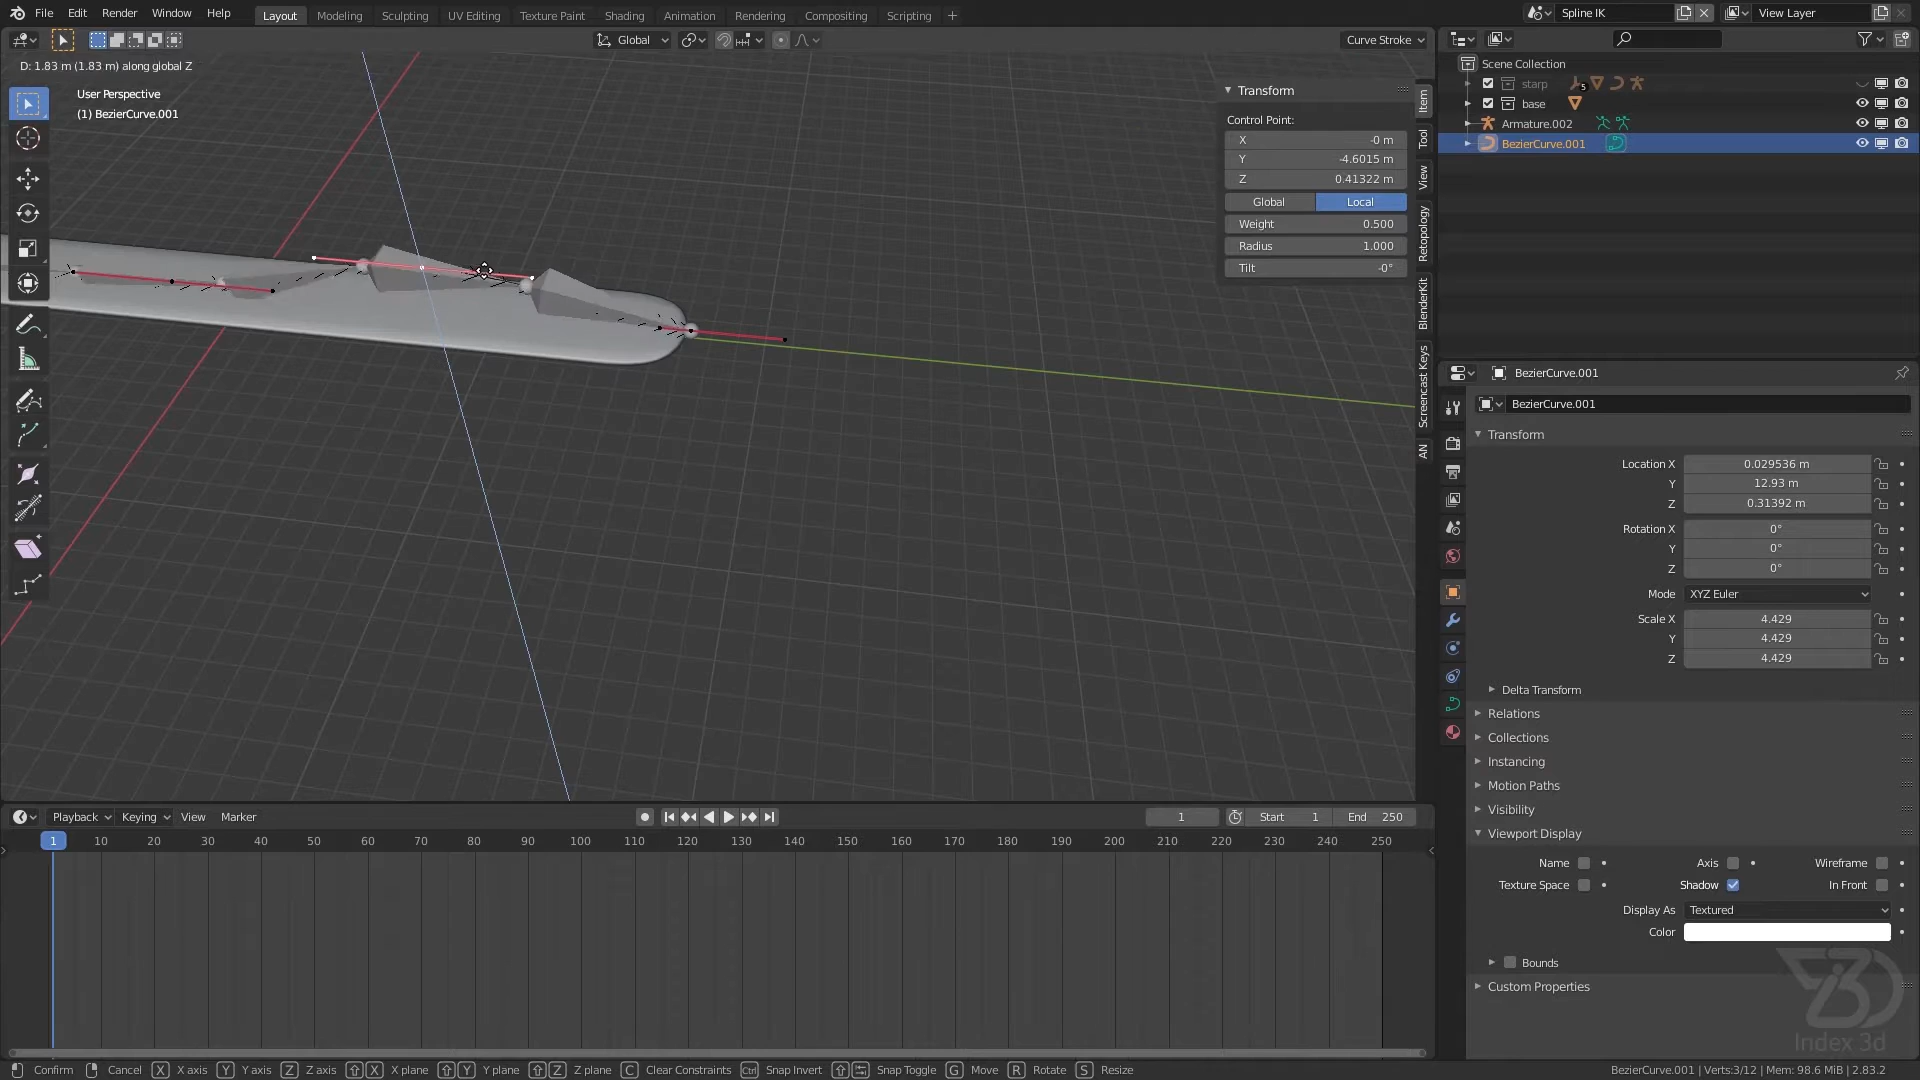 File Edit Render Window Help Layout Modeling Sculpting UV Editing Texture Paint Shading Animation Rendering Compositing Scripting + Spline IK View Layer
Global Curve Stroke
D: 1.83 m (1.83 m) along global Z
User Perspective
(1) BezierCurve.001
Transform
Control Point:
X -0 m
Y -4.6015 m
Z 0.41322 m
Global Local
Weight 0.500
Radius 1.000
Tilt -0°
Item
Tool
View
Retopology
BlenderKit
Screencast Keys
AN
Scene Collection
starp 5
base
Armature.002
BezierCurve.001
BezierCurve.001
BezierCurve.001
Transform
Location X 0.029536 m
Y 12.93 m
Z 0.31392 m
Rotation X 0°
Y 0°
Z 0°
Mode XYZ Euler
Scale X 4.429
Y 4.429
Z 4.429
Delta Transform
Relations
Collections
Instancing
Motion Paths
Visibility
Viewport Display
Name Axis Wireframe
Texture Space Shadow In Front
Display As Textured
Color
Bounds
Custom Properties
Index 3d
Playback Keying View Marker 1 Start 1 End 250
1 10 20 30 40 50 60 70 80 90 100 110 120 130 140 150 160 170 180 190 200 210 220 230 240 250
Confirm Cancel X X axis Y Y axis Z Z axis X X plane Y Y plane Z Z plane C Clear Constraints Ctrl Snap Invert Snap Toggle G Move R Rotate S Resize BezierCurve.001 | Verts:3/12 | Mem: 98.6 MiB | 2.83.2